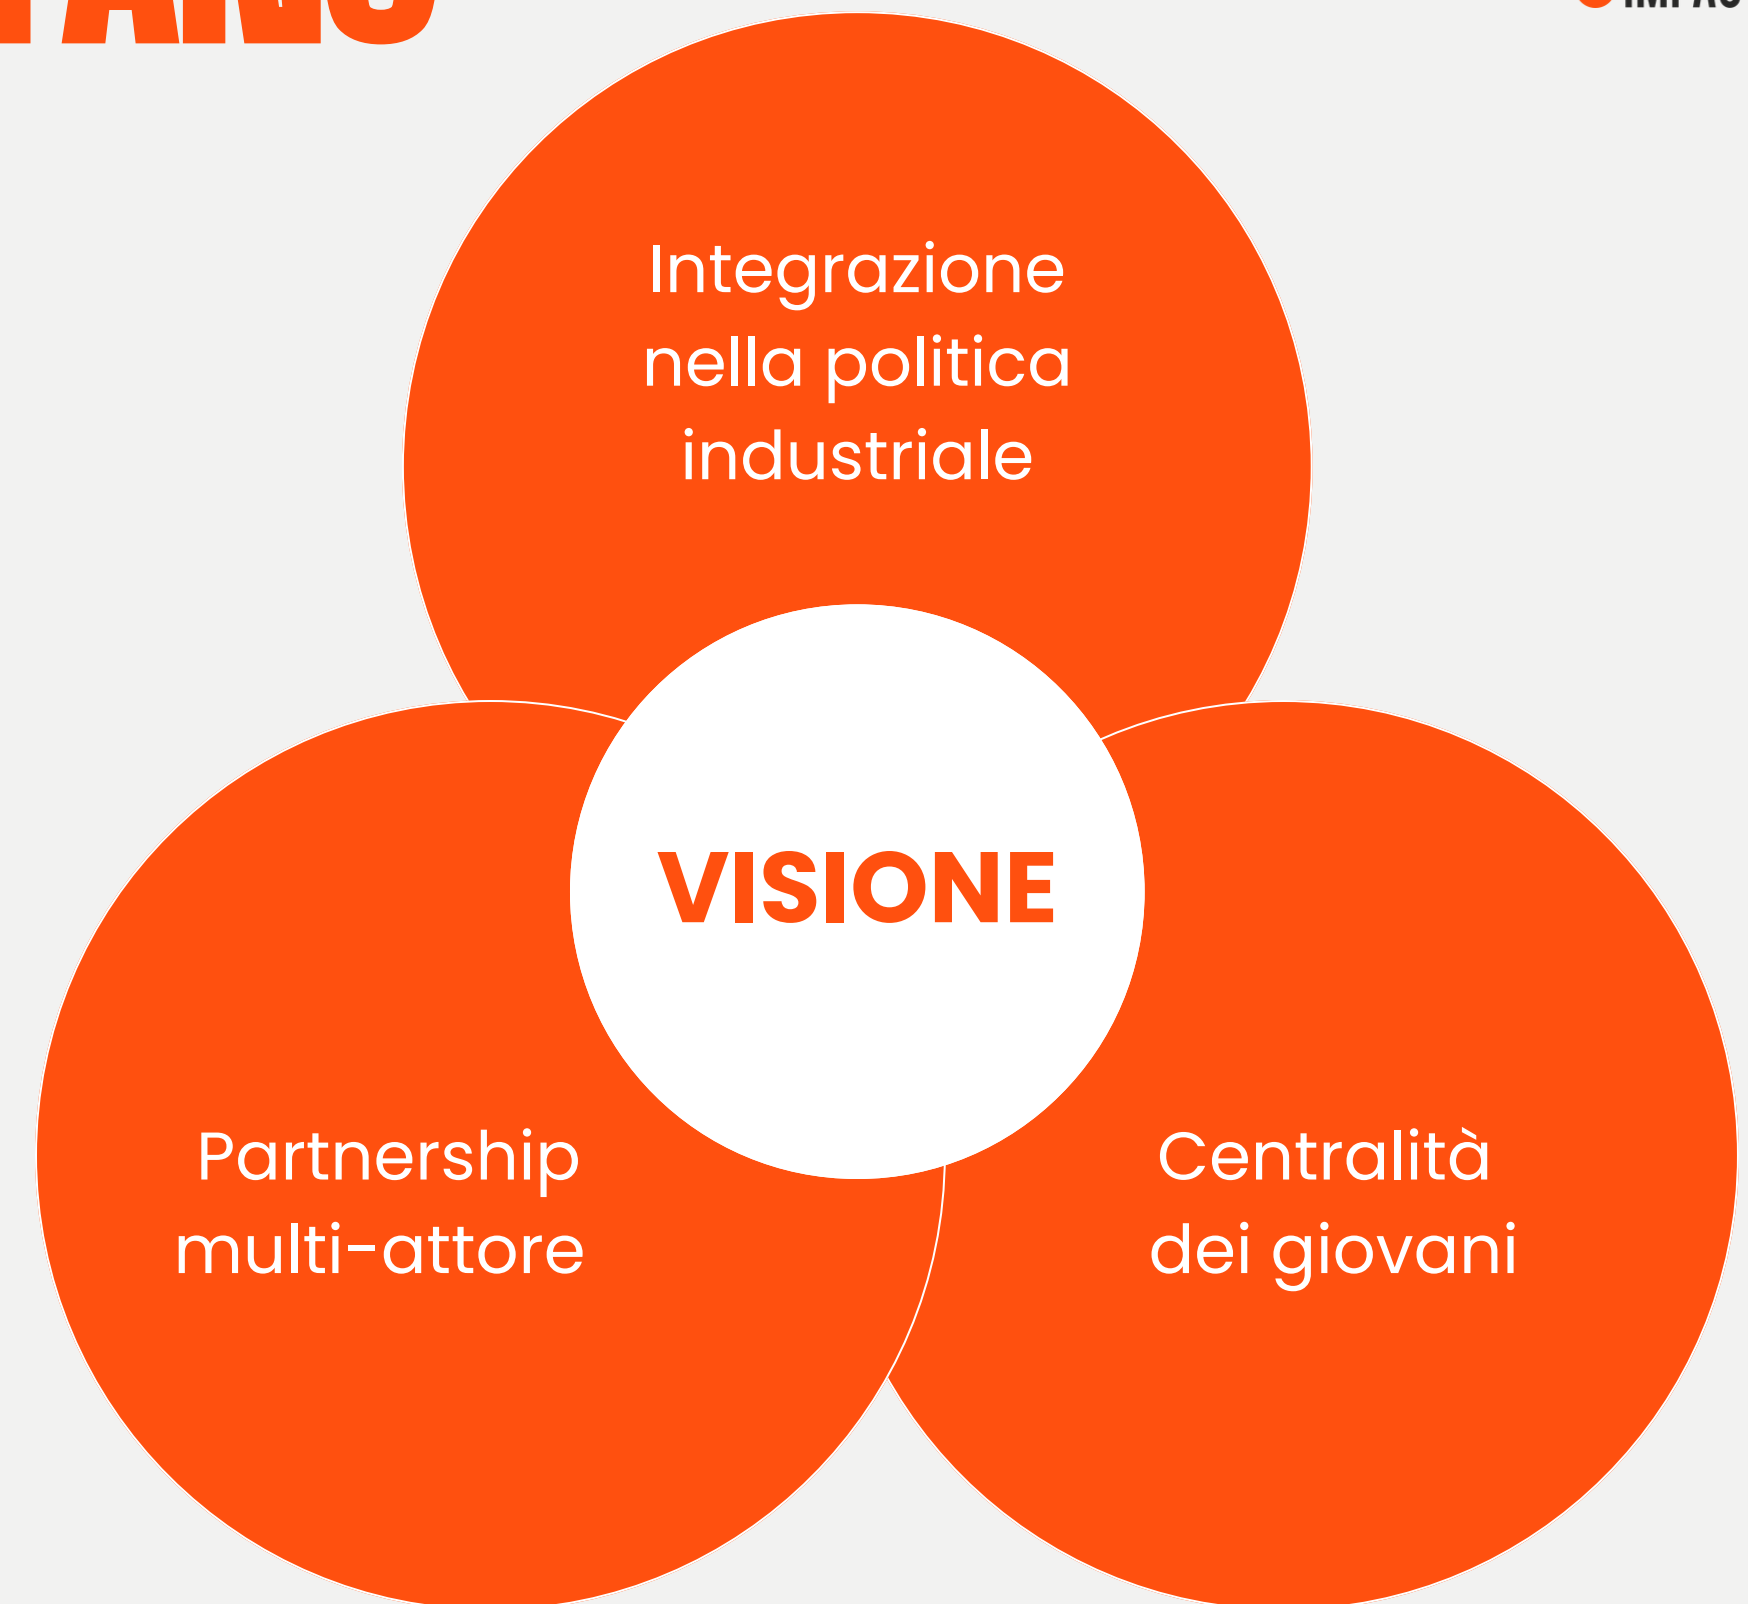 Integrazione
nella politica
industriale
VISIONE
Partnership
multi-attore
Centralità
dei giovani